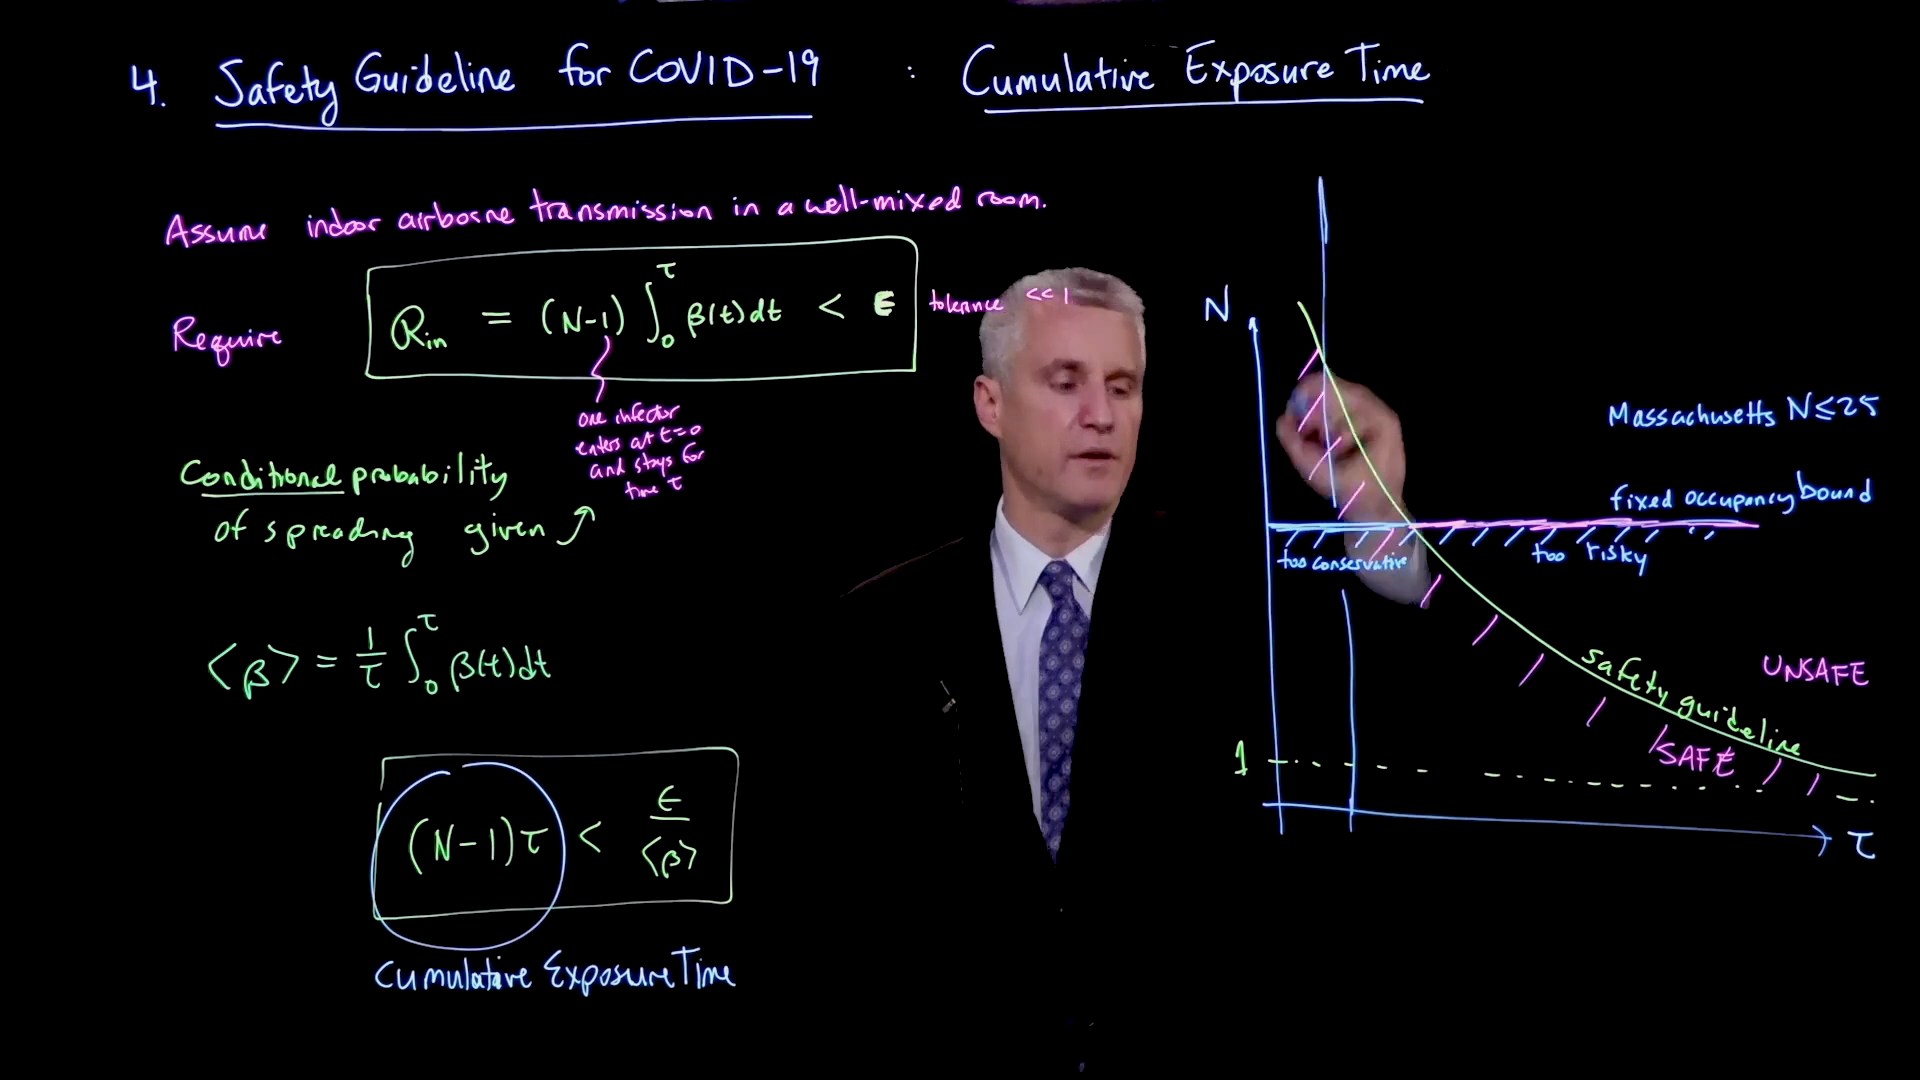 4. Safety Guideline for COVID-19 : Cumulative Exposure Time
Assume indoor airborne transmission in a well-mixed room.
Require
R_in = (N-1) ∫_0^τ β(t)dt < ϵ
tolerance << 1
one infector
enters at t=0
and stays for
time τ
Conditional probability
of spreading given ↗
<β> = 1/τ ∫_0^τ β(t)dt
(N-1)τ < ϵ/<β>
Cumulative Exposure Time
N
Massachusetts N≤25
fixed occupancy bound
too conservative
too risky
safety guideline
UNSAFE
SAFE
1
τ